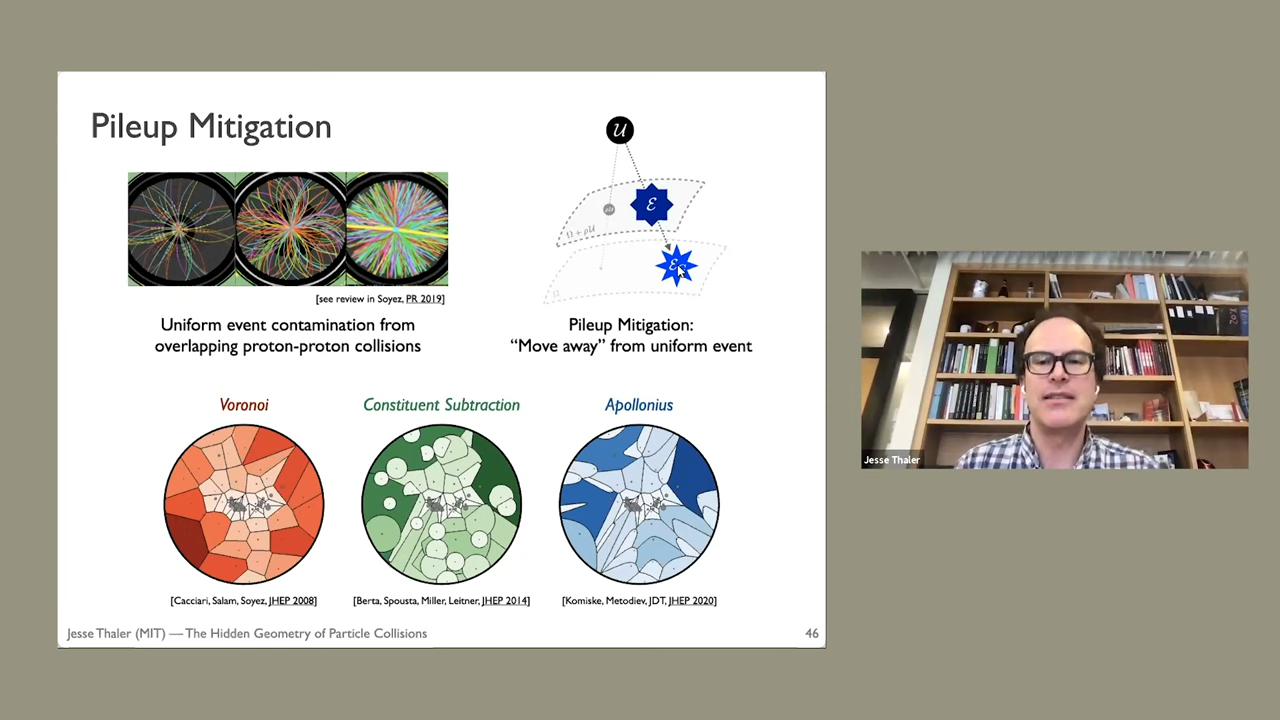 Pileup Mitigation
U
E
Ω + ρU
[see review in Soyez, PR 2019]
Uniform event contamination from
overlapping proton-proton collisions
Pileup Mitigation:
“Move away” from uniform event
Voronoi
Constituent Subtraction
Apollonius
[Cacciari, Salam, Soyez, JHEP 2008]
[Berta, Spousta, Miller, Leitner, JHEP 2014]
[Komiske, Metodiev, JDT, JHEP 2020]
Jesse Thaler (MIT) — The Hidden Geometry of Particle Collisions
46
Jesse Thaler